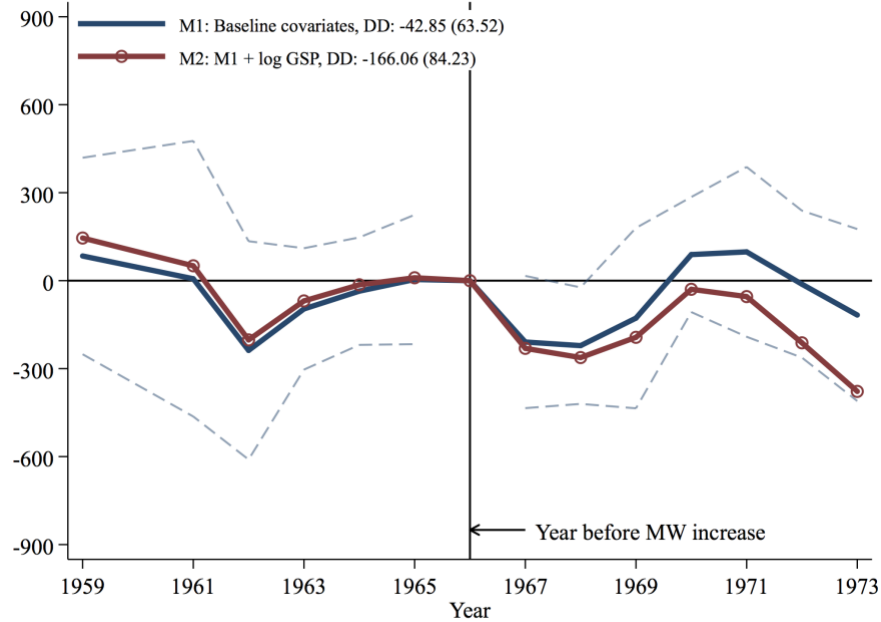 900
M1: Baseline covariates, DD: -42.85 (63.52)
M2: M1 + log GSP, DD: -166.06 (84.23)
600
300
0
-300
-600
-900
Year before MW increase
1959 1961 1963 1965 1967 1969 1971 1973
Year